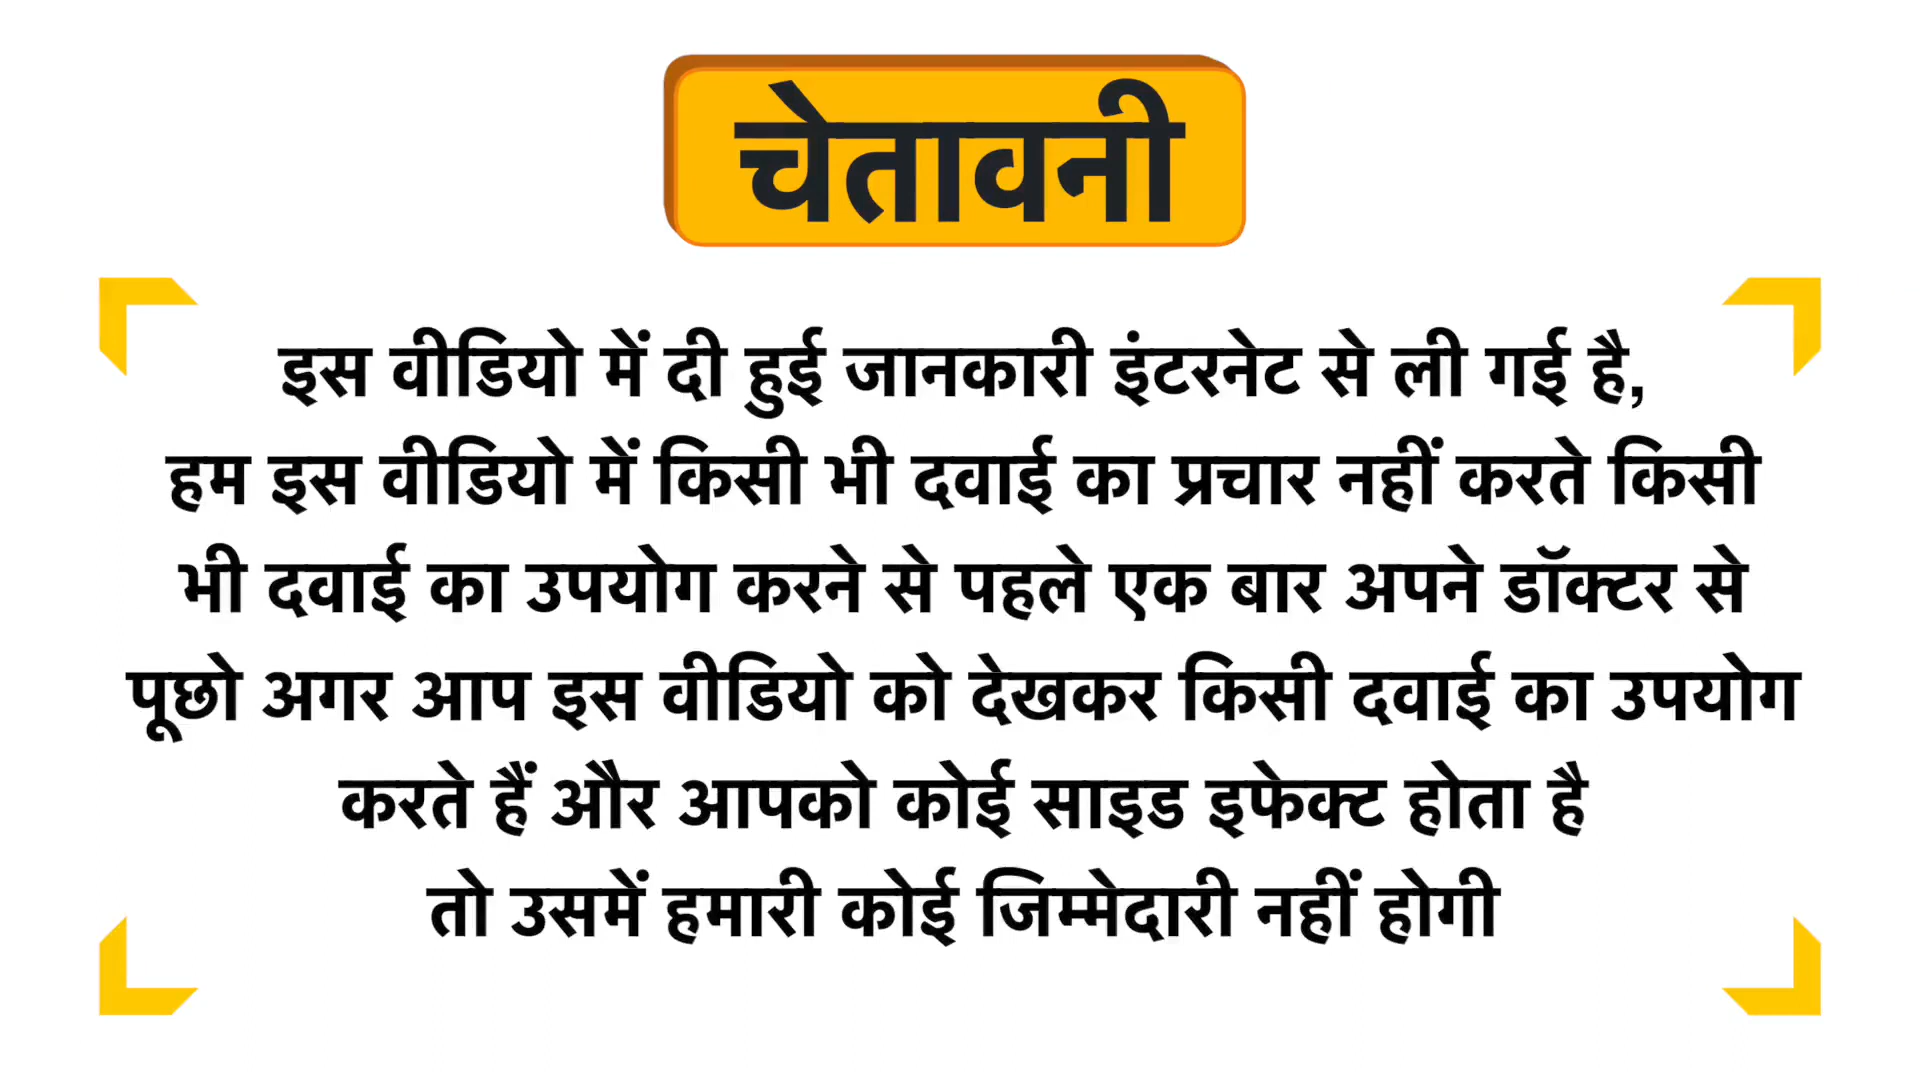 चेतावनी
इस वीडियो में दी हुई जानकारी इंटरनेट से ली गई है,
हम इस वीडियो में किसी भी दवाई का प्रचार नहीं करते किसी
भी दवाई का उपयोग करने से पहले एक बार अपने डॉक्टर से
पूछो अगर आप इस वीडियो को देखकर किसी दवाई का उपयोग
करते हैं और आपको कोई साइड इफेक्ट होता है
तो उसमें हमारी कोई जिम्मेदारी नहीं होगी